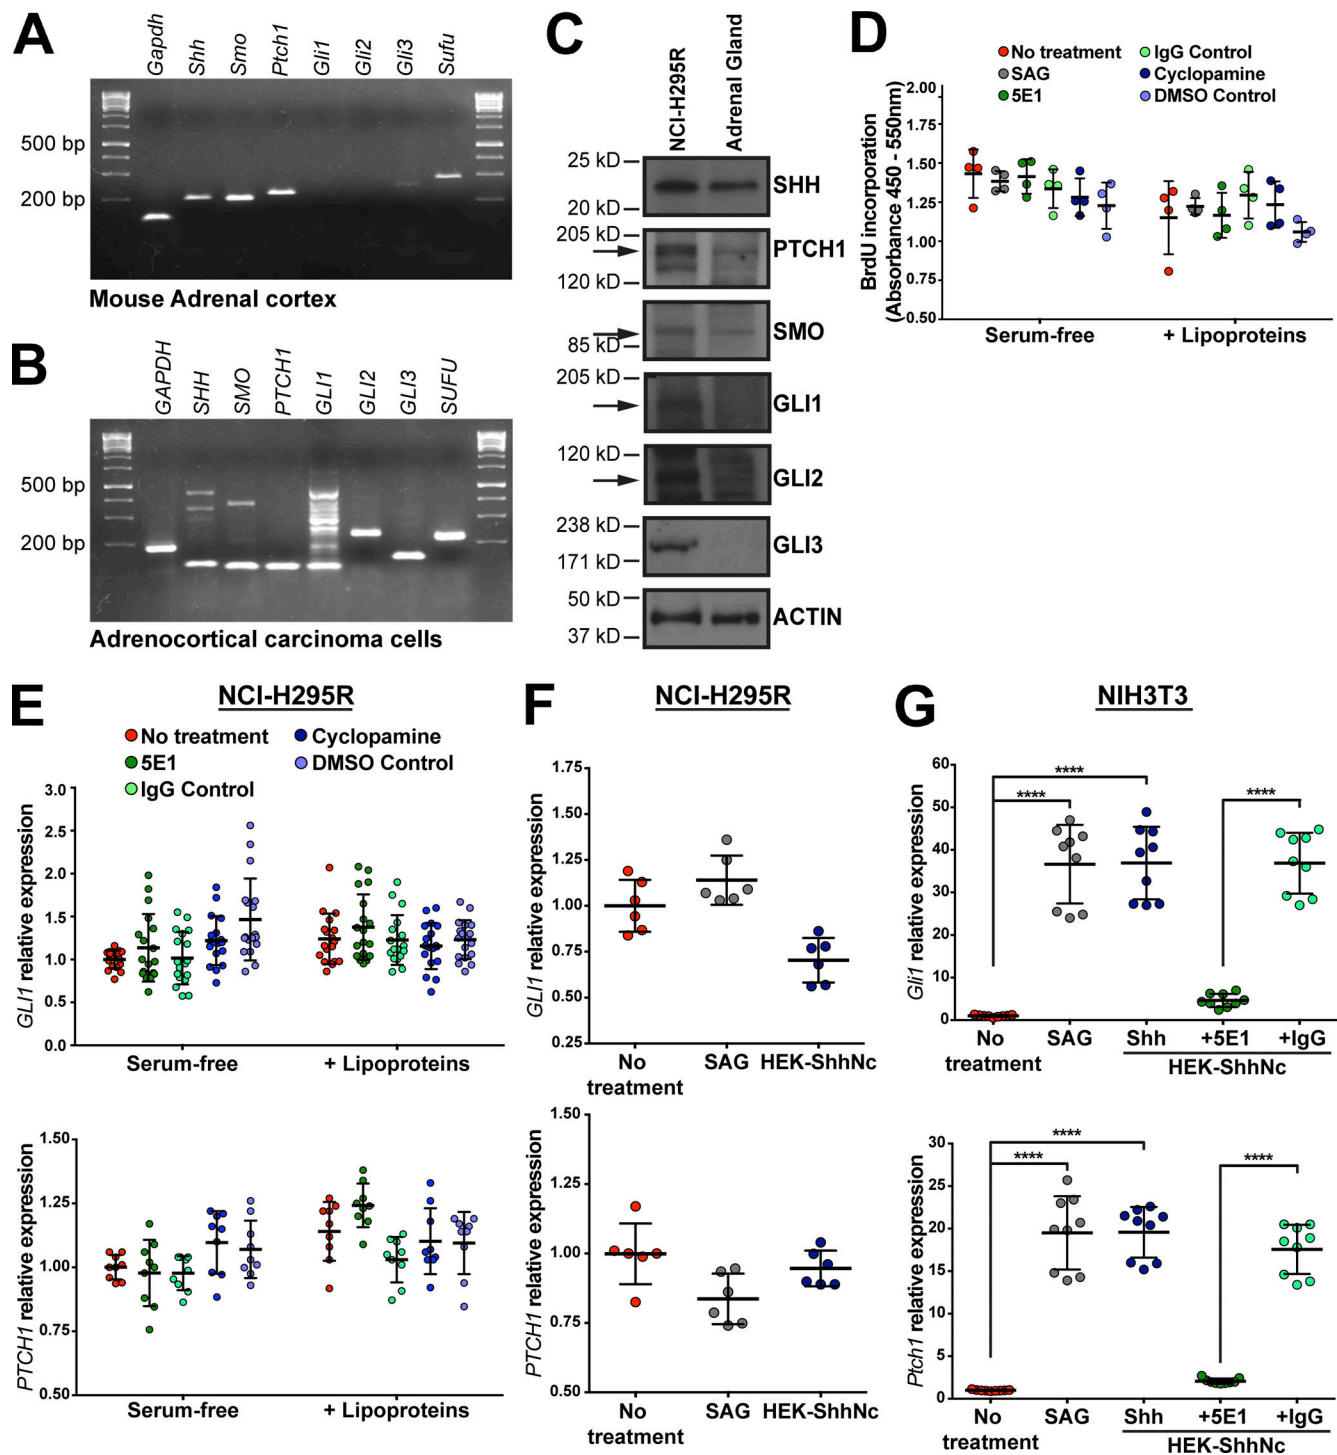 A
Gapdh Shh Smo Ptch1 Gli1 Gli2 Gli3 Sufu
500 bp
200 bp
Mouse Adrenal cortex
B
GAPDH SHH SMO PTCH1 GLI1 GLI2 GLI3 SUFU
500 bp
200 bp
Adrenocortical carcinoma cells
C
NCI-H295R Adrenal Gland
25 kD
SHH
20 kD
205 kD
PTCH1
120 kD
SMO
85 kD
205 kD
GLI1
120 kD
GLI2
238 kD
GLI3
171 kD
50 kD
ACTIN
37 kD
D
No treatment IgG Control
SAG Cyclopamine
5E1 DMSO Control
BrdU incorporation
(Absorbance 450 - 550nm)
2.00
1.50
1.25
1.00
0.75
0.50
Serum-free + Lipoproteins
E
NCI-H295R
No treatment Cyclopamine
5E1 DMSO Control
IgG Control
GLI1 relative expression
3.0
2.5
2.0
1.5
1.0
0.5
0.0
Serum-free + Lipoproteins
PTCH1 relative expression
1.50
1.25
1.00
0.75
0.50
Serum-free + Lipoproteins
F
NCI-H295R
GLI1 relative expression
1.75
1.50
1.25
1.00
0.75
0.50
0.25
No SAG HEK-ShhNc
treatment
PTCH1 relative expression
1.50
1.25
1.00
0.75
0.50
No SAG HEK-ShhNc
treatment
G
NIH3T3
Gli1 relative expression
60
50
40
30
20
10
0
**** **** ****
No SAG Shh +5E1 +IgG
treatment HEK-ShhNc
Ptch1 relative expression
30
25
20
15
10
5
0
**** **** ****
No SAG Shh +5E1 +IgG
treatment HEK-ShhNc